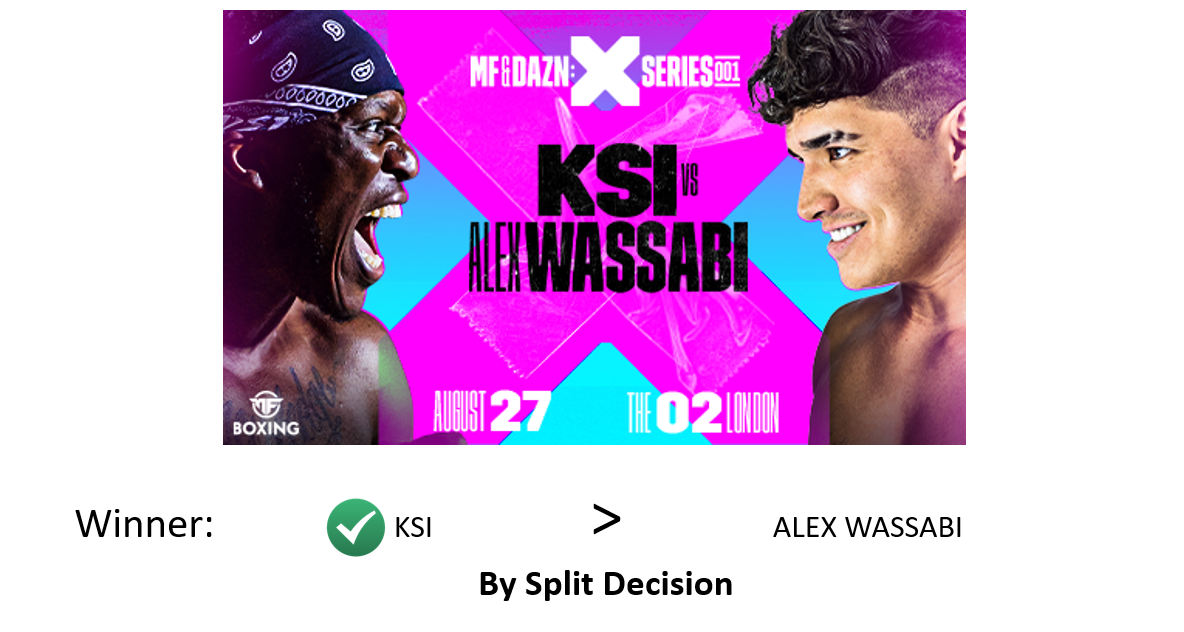 MF&DAZN: X SERIES 001
KSI VS
ALEX WASSABI
AUGUST 27
THE O2 LONDON
MF
BOXING
Winner: KSI > ALEX WASSABI
By Split Decision